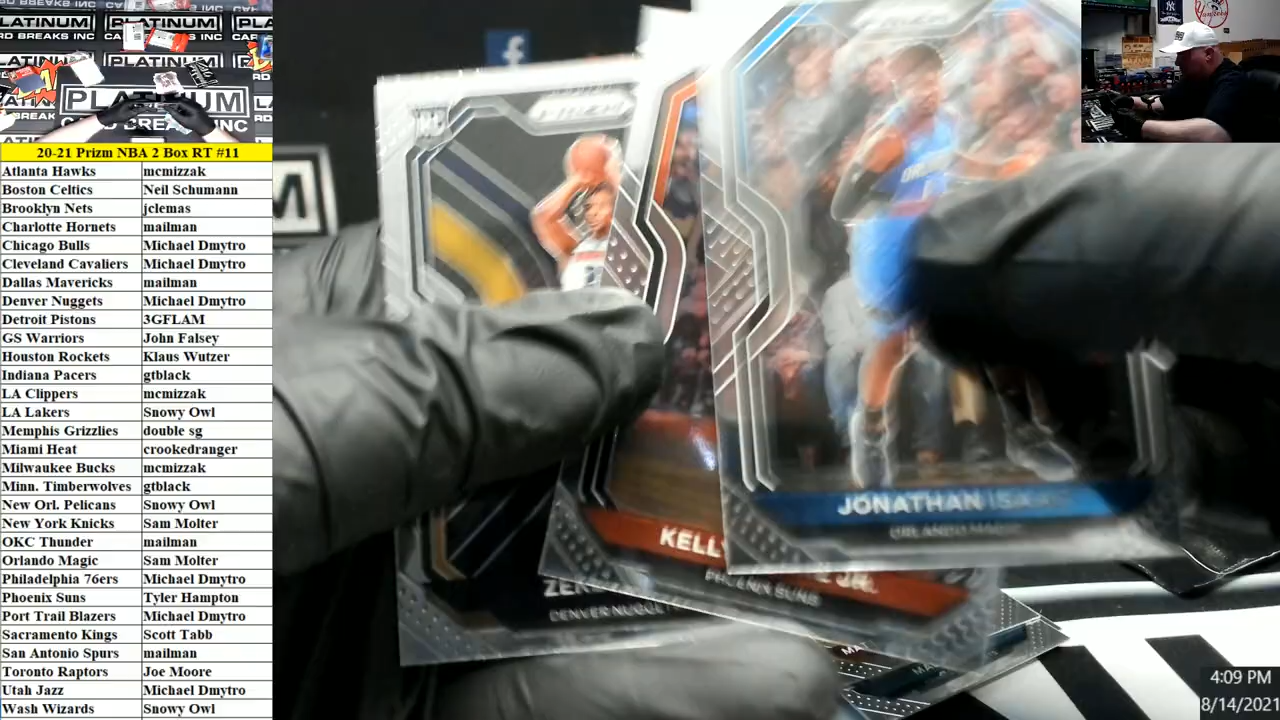 PLATINUM
CARD BREAKS INC
20-21 Prizm NBA 2 Box RT #11
Atlanta Hawks mcmizzak
Boston Celtics Neil Schumann
Brooklyn Nets jclemas
Charlotte Hornets mailman
Chicago Bulls Michael Dmytro
Cleveland Cavaliers Michael Dmytro
Dallas Mavericks mailman
Denver Nuggets Michael Dmytro
Detroit Pistons 3GFLAM
GS Warriors John Falsey
Houston Rockets Klaus Wutzer
Indiana Pacers gtblack
LA Clippers mcmizzak
LA Lakers Snowy Owl
Memphis Grizzlies double sg
Miami Heat crookedranger
Milwaukee Bucks mcmizzak
Minn. Timberwolves gtblack
New Orl. Pelicans Snowy Owl
New York Knicks Sam Molter
OKC Thunder mailman
Orlando Magic Sam Molter
Philadelphia 76ers Michael Dmytro
Phoenix Suns Tyler Hampton
Port Trail Blazers Michael Dmytro
Sacramento Kings Scott Tabb
San Antonio Spurs mailman
Toronto Raptors Joe Moore
Utah Jazz Michael Dmytro
Wash Wizards Snowy Owl
PRIZM
JONATHAN ISAAC
ORLANDO MAGIC
KELLY
JR.
PHOENIX SUNS
DENVER NUGGETS
4:09 PM
8/14/2021